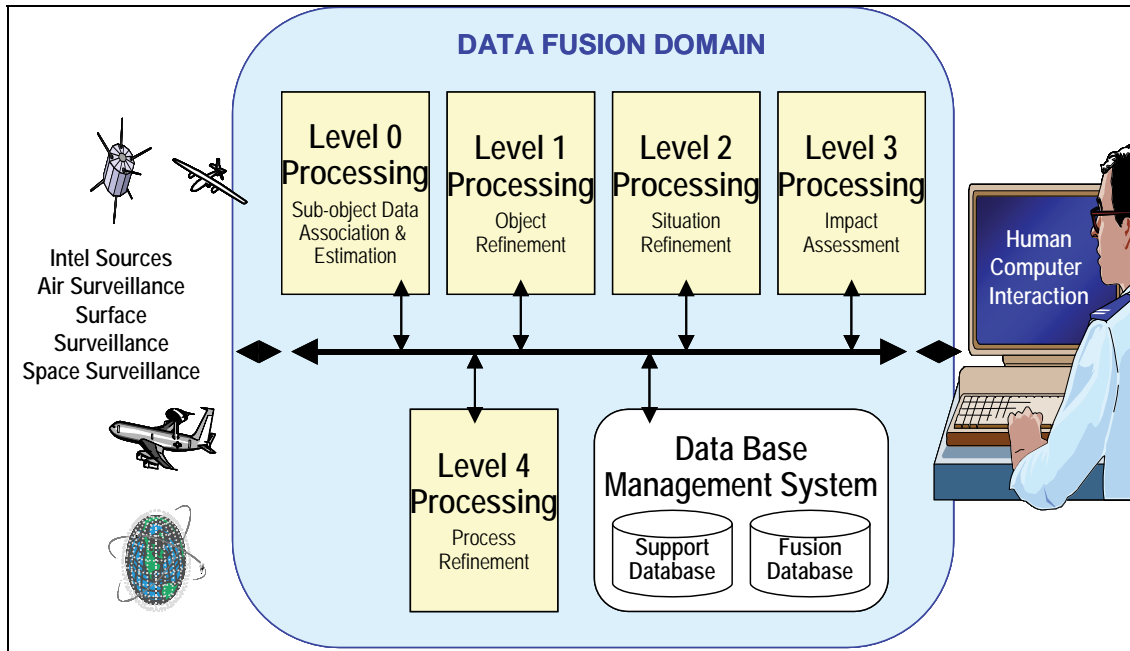 DATA FUSION DOMAIN
Level 0
Processing
Sub-object Data
Association &
Estimation
Level 1
Processing
Object
Refinement
Level 2
Processing
Situation
Refinement
Level 3
Processing
Impact
Assessment
Intel Sources
Air Surveillance
Surface
Surveillance
Space Surveillance
Human
Computer
Interaction
Level 4
Processing
Process
Refinement
Data Base
Management System
Support
Database
Fusion
Database